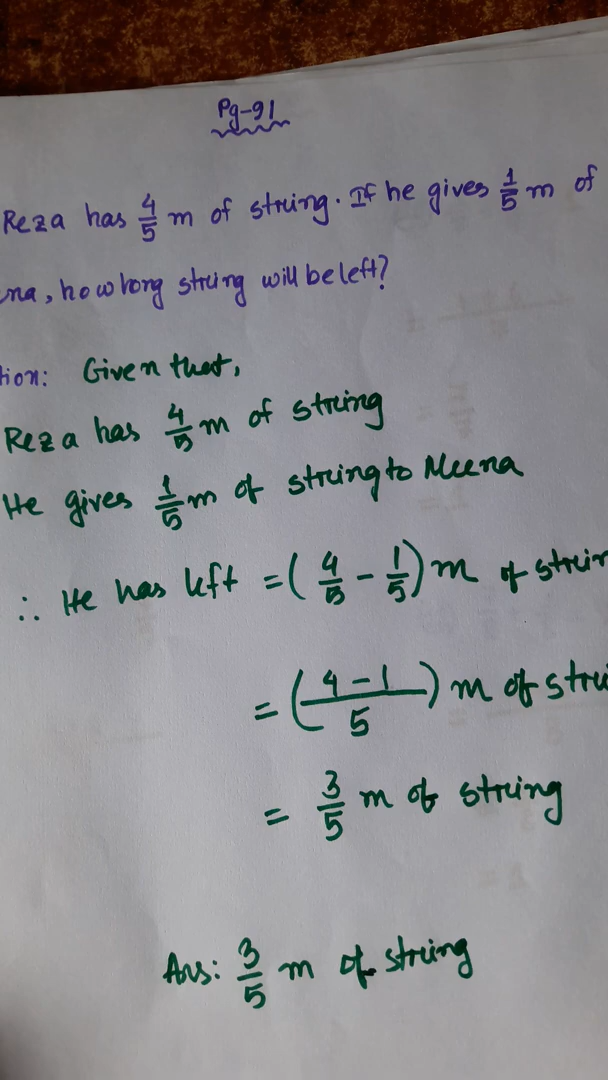 Pg-91
Reza has 4/5 m of string. If he gives 1/5 m of
na, how long string will be left?
tion: Given that,
Reza has 4/5 m of string
He gives 1/5 m of string to Meena
∴ He has left = (4/5 - 1/5) m of strin
= (4-1/5) m of stri
= 3/5 m of string
Ans: 3/5 m of string